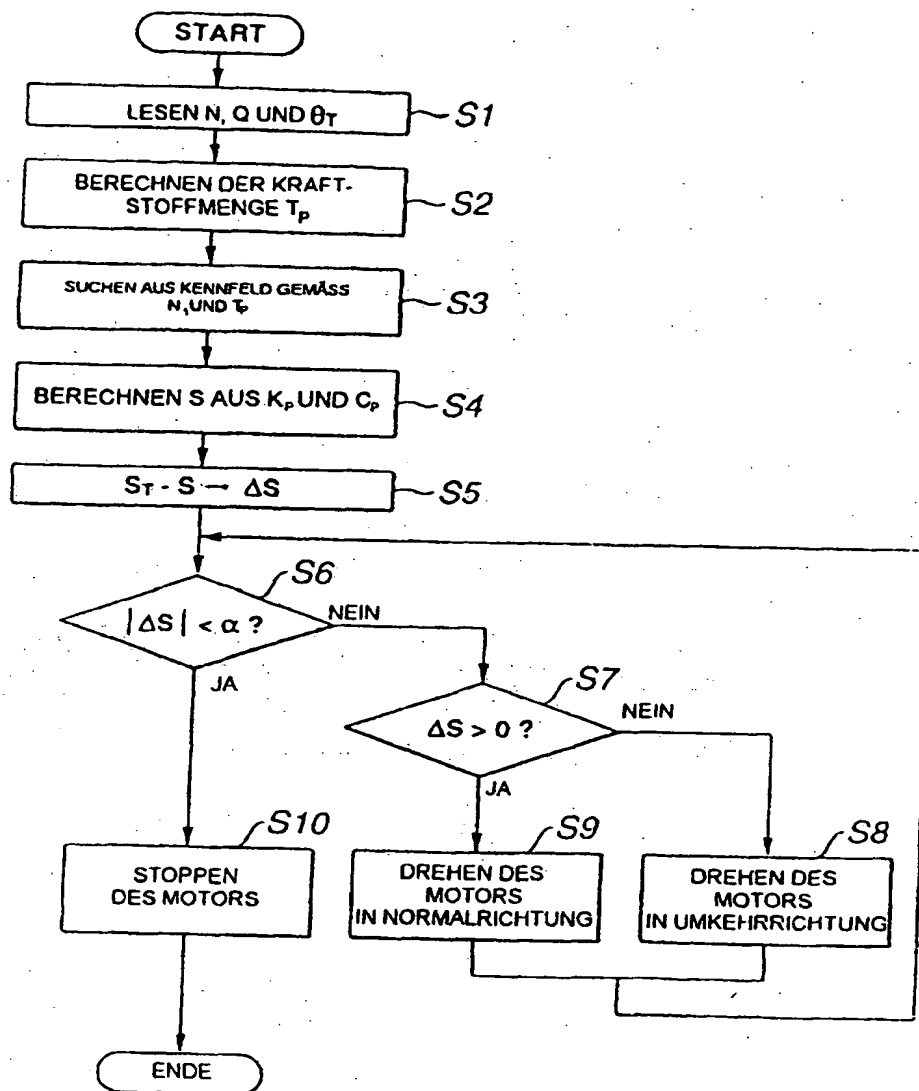 START
LESEN N, Q UND θT
S1
BERECHNEN DER KRAFT-
STOFFMENGE Tp
S2
SUCHEN AUS KENNFELD GEMÄSS
N, UND Tp
S3
BERECHNEN S AUS KP UND CP
S4
ST - S → ΔS
S5
S6
|ΔS| < α ?
NEIN
JA
S7
ΔS > 0 ?
NEIN
JA
S10
STOPPEN
DES MOTORS
S9
DREHEN DES
MOTORS
IN NORMALRICHTUNG
S8
DREHEN DES
MOTORS
IN UMKEHRRICHTUNG
ENDE